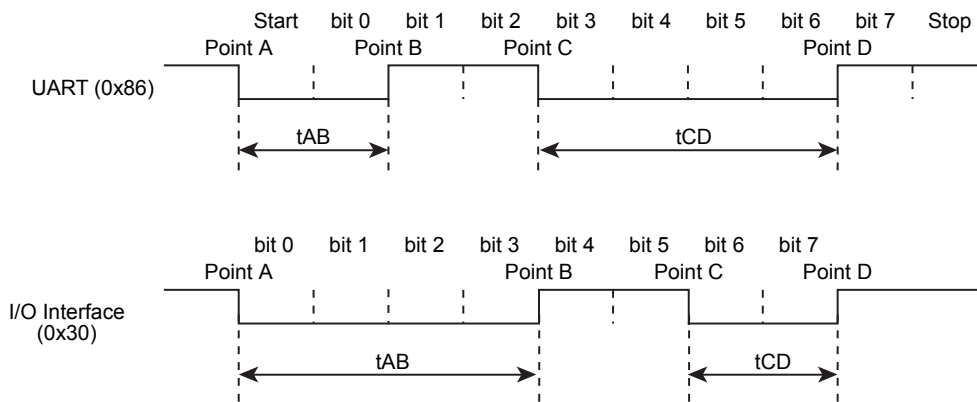 Start bit 0 bit 1 bit 2 bit 3 bit 4 bit 5 bit 6 bit 7 Stop
Point A Point B Point C Point D
UART (0x86)
tAB tCD
bit 0 bit 1 bit 2 bit 3 bit 4 bit 5 bit 6 bit 7
Point A Point B Point C Point D
I/O Interface
(0x30)
tAB tCD